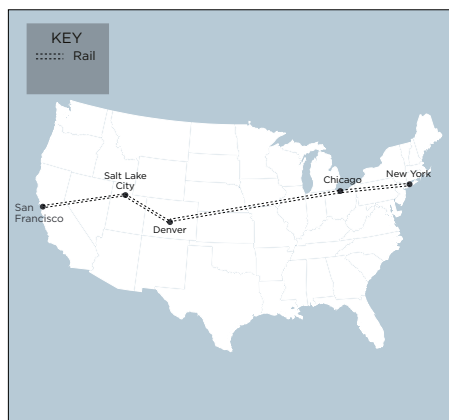 KEY
Rail
Salt Lake
City
San
Francisco
Denver
Chicago
New York